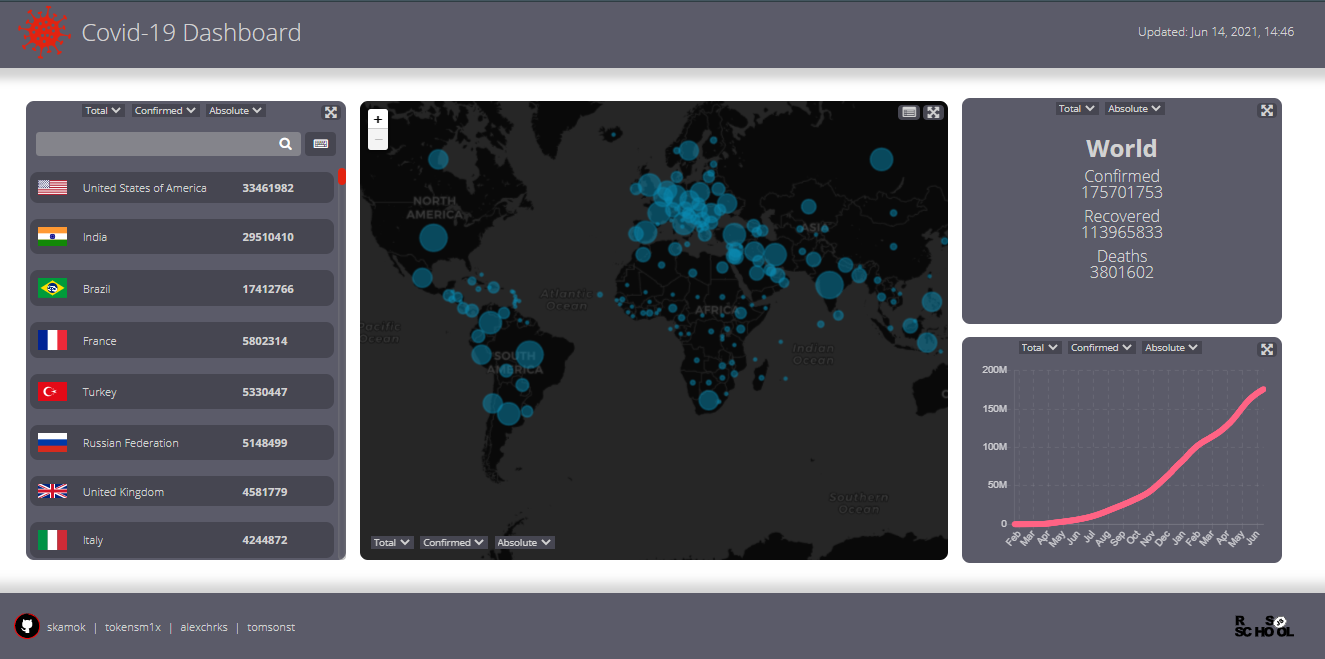 Covid-19 Dashboard
Updated: Jun 14, 2021, 14:46
Total Confirmed Absolute
United States of America 33461982
India 29510410
Brazil 17412766
France 5802314
Turkey 5330447
Russian Federation 5148499
United Kingdom 4581779
Italy 4244872
+
NORTH
AMERICA
ASIA
Atlantic
Ocean
AFRICA
Pacific
Ocean
SOUTH
AMERICA
Indian
Ocean
Southern
Ocean
Total Confirmed Absolute
Total Absolute
World
Confirmed
175701753
Recovered
113965833
Deaths
3801602
Total Confirmed Absolute
200M
150M
100M
50M
0
Feb Mar Apr May Jun Jul Aug Sep Oct Nov Dec Jan Feb Mar Apr May Jun
skamok | tokensm1x | alexchrks | tomsonst
R S JS
SCHOOL